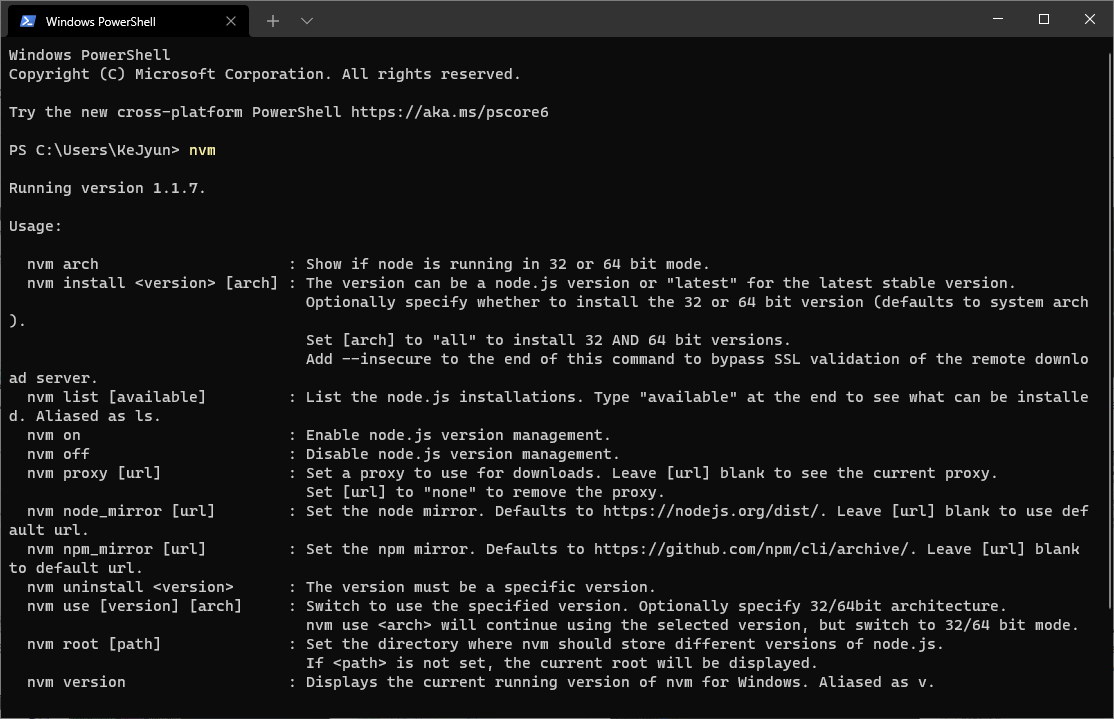 Windows PowerShell
Windows PowerShell
Copyright (C) Microsoft Corporation. All rights reserved.
Try the new cross-platform PowerShell https://aka.ms/pscore6
PS C:\Users\KeJyun> nvm
Running version 1.1.7.
Usage:
  nvm arch                     : Show if node is running in 32 or 64 bit mode.
  nvm install <version> [arch] : The version can be a node.js version or "latest" for the latest stable version.
                                 Optionally specify whether to install the 32 or 64 bit version (defaults to system arch
).
                                 Set [arch] to "all" to install 32 AND 64 bit versions.
                                 Add --insecure to the end of this command to bypass SSL validation of the remote downlo
ad server.
  nvm list [available]         : List the node.js installations. Type "available" at the end to see what can be installe
d. Aliased as ls.
  nvm on                       : Enable node.js version management.
  nvm off                      : Disable node.js version management.
  nvm proxy [url]              : Set a proxy to use for downloads. Leave [url] blank to see the current proxy.
                                 Set [url] to "none" to remove the proxy.
  nvm node_mirror [url]        : Set the node mirror. Defaults to https://nodejs.org/dist/. Leave [url] blank to use def
ault url.
  nvm npm_mirror [url]         : Set the npm mirror. Defaults to https://github.com/npm/cli/archive/. Leave [url] blank
to default url.
  nvm uninstall <version>      : The version must be a specific version.
  nvm use [version] [arch]     : Switch to use the specified version. Optionally specify 32/64bit architecture.
                                 nvm use <arch> will continue using the selected version, but switch to 32/64 bit mode.
  nvm root [path]              : Set the directory where nvm should store different versions of node.js.
                                 If <path> is not set, the current root will be displayed.
  nvm version                  : Displays the current running version of nvm for Windows. Aliased as v.